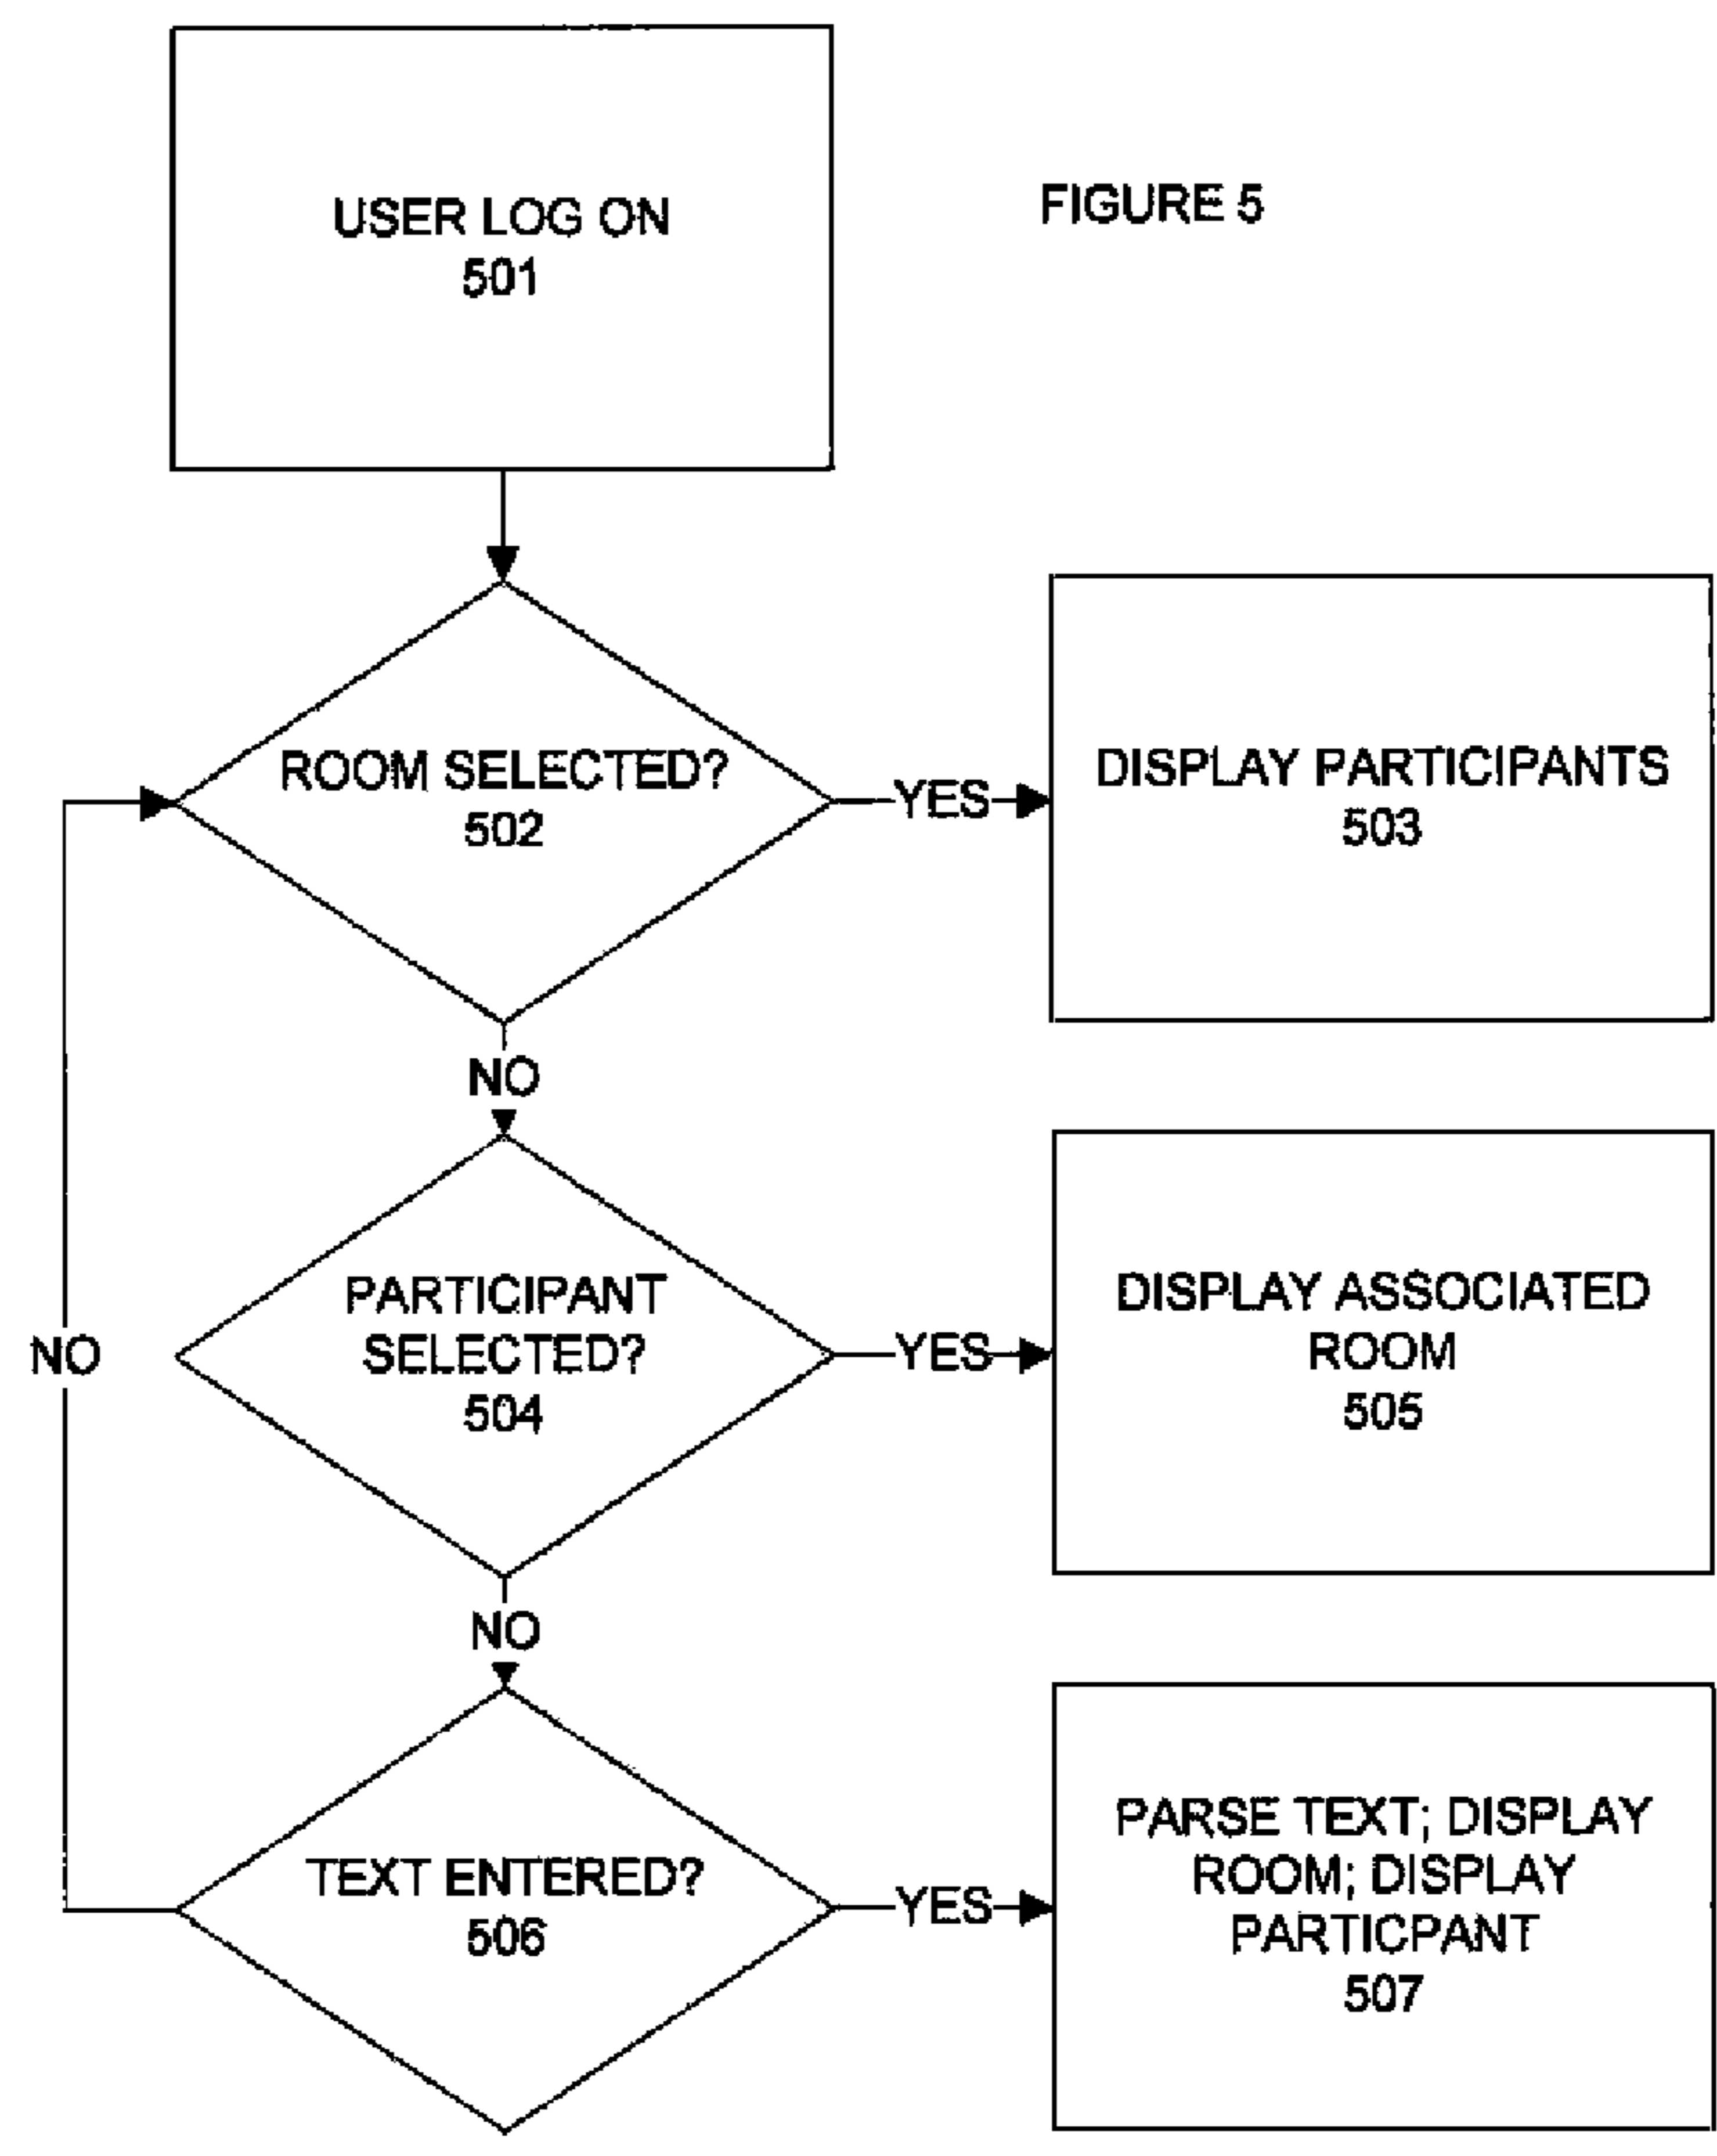 USER LOG ON
501
FIGURE 5
ROOM SELECTED?
502
YES
DISPLAY PARTICIPANTS
503
NO
PARTICIPANT
SELECTED?
504
YES
DISPLAY ASSOCIATED
ROOM
505
NO
NO
TEXT ENTERED?
506
YES
PARSE TEXT; DISPLAY
ROOM; DISPLAY
PARTICPANT
507